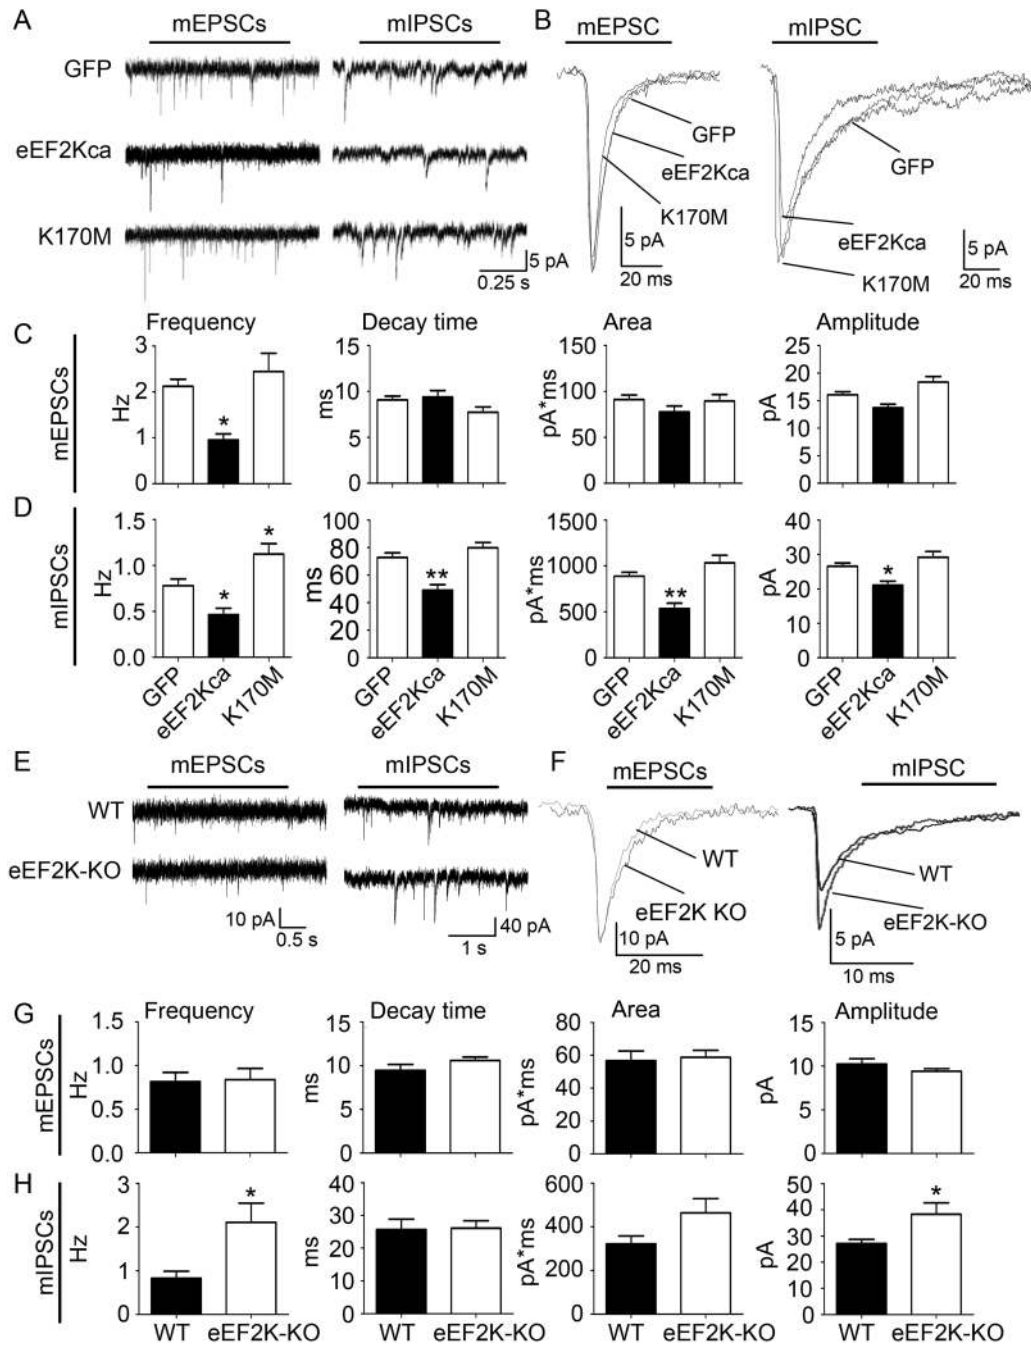 A
mEPSCs
mIPSCs
GFP
eEF2Kca
K170M
5 pA
0.25 s
B
mEPSC
mIPSC
GFP
eEF2Kca
K170M
5 pA
20 ms
GFP
eEF2Kca
K170M
5 pA
20 ms
C
mEPSCs
Frequency
Decay time
Area
Amplitude
Hz
3
2
1
0
*
ms
15
10
5
0
pA*ms
150
100
50
0
pA
25
20
15
10
5
0
D
mIPSCs
Hz
1.5
1.0
0.5
0.0
*
*
ms
100
80
60
40
20
0
**
pA*ms
1500
1000
500
0
**
pA
40
30
20
10
0
*
GFP
eEF2Kca
K170M
GFP
eEF2Kca
K170M
GFP
eEF2Kca
K170M
GFP
eEF2Kca
K170M
E
mEPSCs
mIPSCs
WT
eEF2K-KO
10 pA
0.5 s
40 pA
1 s
F
mEPSCs
mIPSC
WT
eEF2K KO
10 pA
20 ms
WT
eEF2K-KO
5 pA
10 ms
G
mEPSCs
Frequency
Decay time
Area
Amplitude
Hz
1.5
1.0
0.5
0.0
ms
15
10
5
0
pA*ms
80
60
40
20
0
pA
15
10
5
0
H
mIPSCs
Hz
3
2
1
0
*
ms
40
30
20
10
0
pA*ms
600
400
200
0
pA
50
40
30
20
10
0
*
WT eEF2K-KO
WT eEF2K-KO
WT eEF2K-KO
WT eEF2K-KO